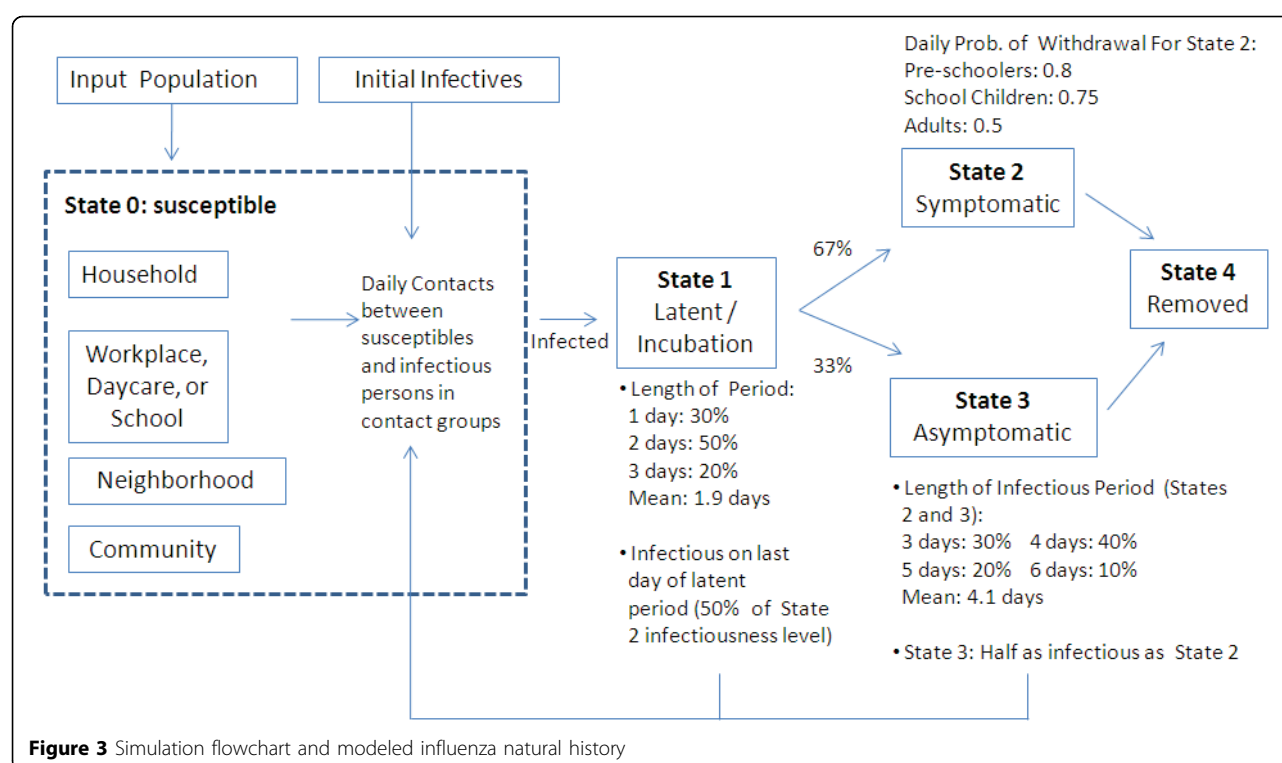 Input Population
Initial Infectives
Daily Prob. of Withdrawal For State 2:
Pre-schoolers: 0.8
School Children: 0.75
Adults: 0.5
State 0: susceptible
Household
Workplace,
Daycare, or
School
Neighborhood
Community
Daily Contacts
between
susceptibles
and infectious
persons in
contact groups
Infected
State 1
Latent /
Incubation
• Length of Period:
1 day: 30%
2 days: 50%
3 days: 20%
Mean: 1.9 days
• Infectious on last
day of latent
period (50% of State
2 infectiousness level)
67%
33%
State 2
Symptomatic
State 3
Asymptomatic
• Length of Infectious Period (States
2 and 3):
3 days: 30% 4 days: 40%
5 days: 20% 6 days: 10%
Mean: 4.1 days
• State 3: Half as infectious as State 2
State 4
Removed
Figure 3 Simulation flowchart and modeled influenza natural history